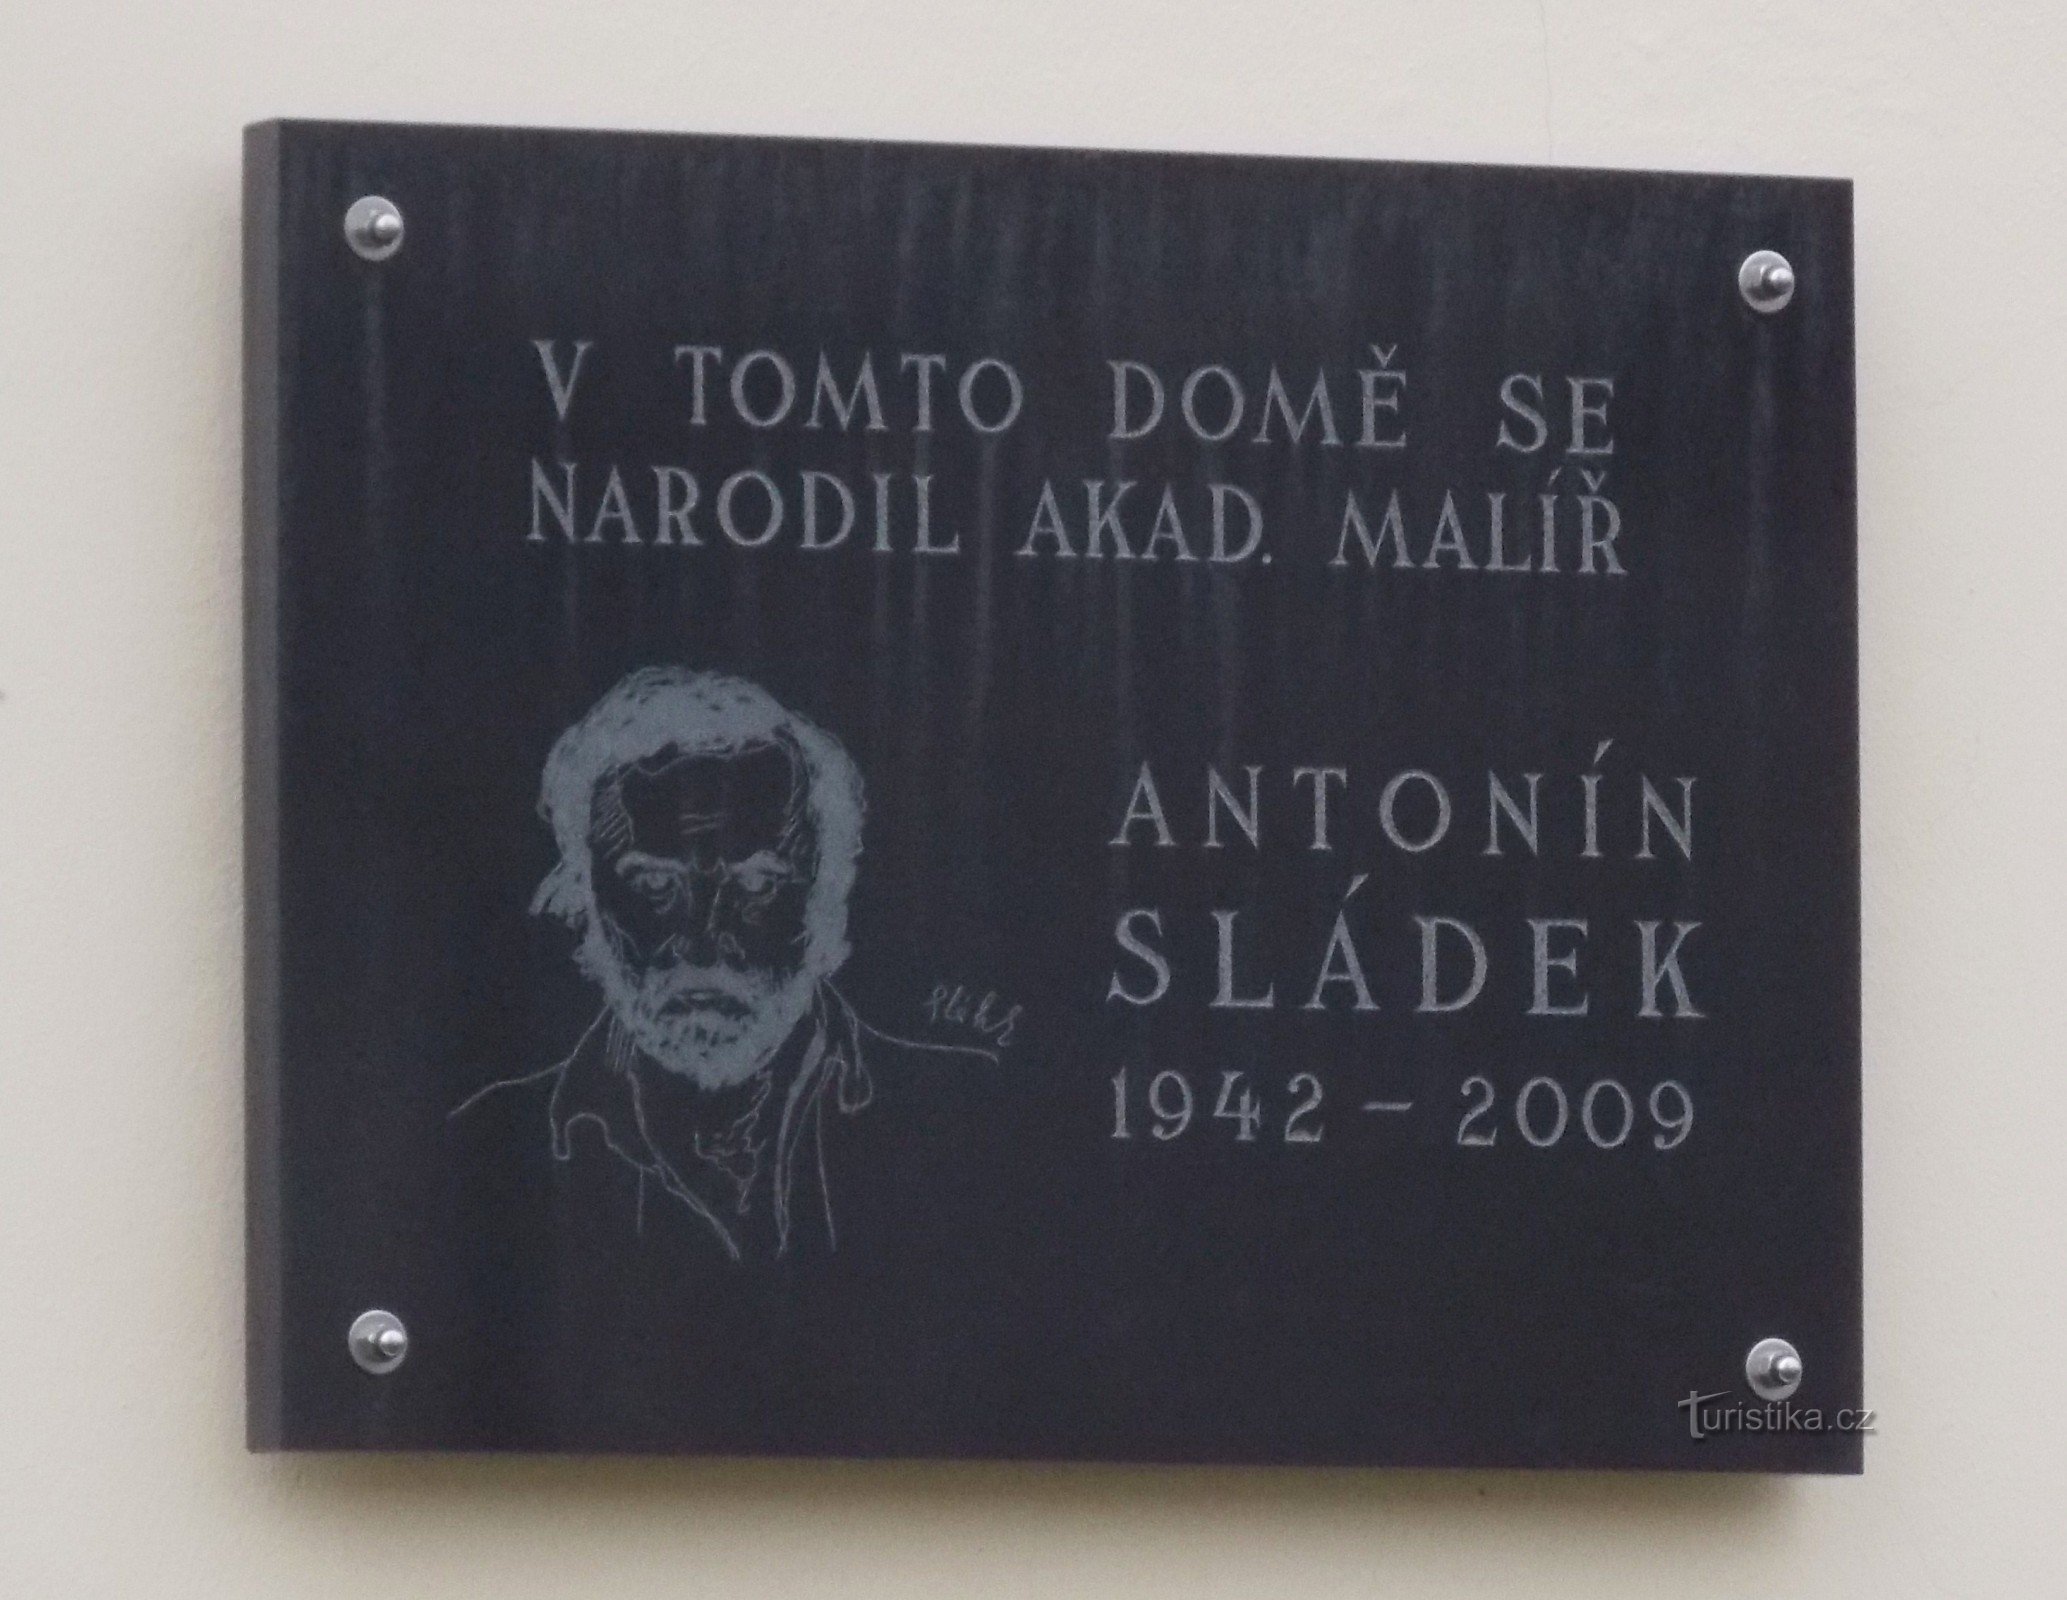 V TOMTO DOMĚ SE
NARODIL AKAD. MALÍŘ
ANTONÍN
SLÁDEK
1942 – 2009
Turistika.cz